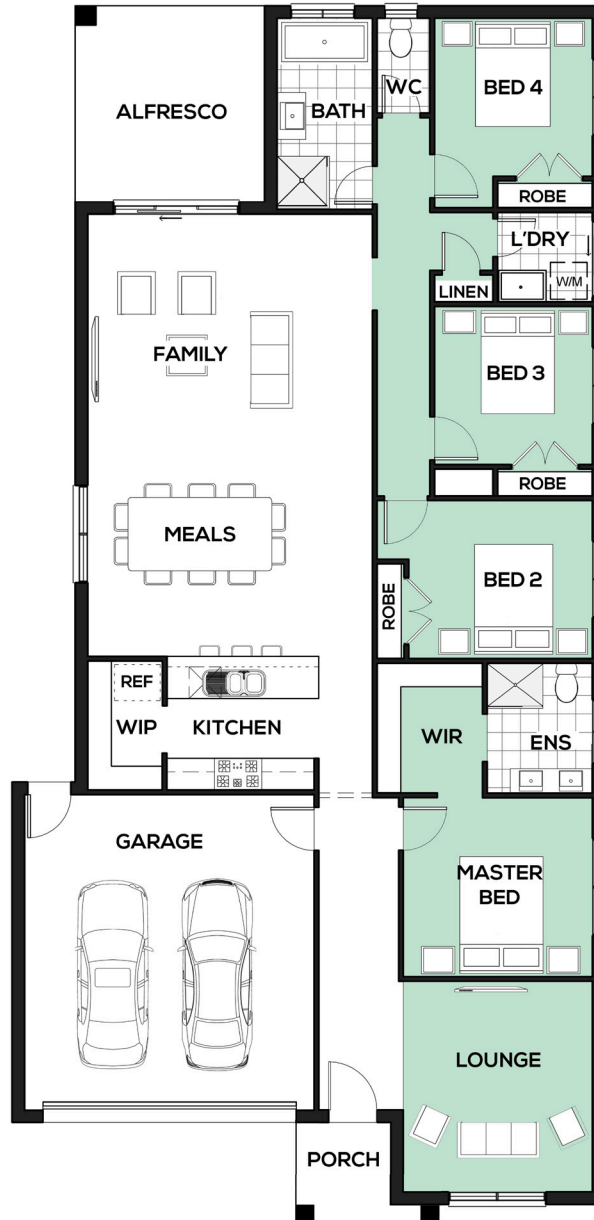 ALFRESCO
BATH
WC
BED 4
ROBE
L'DRY
W/M
LINEN
FAMILY
BED 3
ROBE
MEALS
BED 2
ROBE
REF
WIP
KITCHEN
WIR
ENS
GARAGE
MASTER
BED
LOUNGE
PORCH